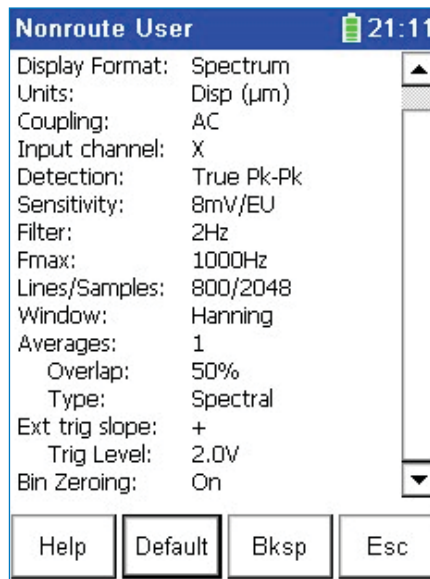 Nonroute User 21:11
Display Format: Spectrum
Units: Disp (µm)
Coupling: AC
Input channel: X
Detection: True Pk-Pk
Sensitivity: 8mV/EU
Filter: 2Hz
Fmax: 1000Hz
Lines/Samples: 800/2048
Window: Hanning
Averages: 1
Overlap: 50%
Type: Spectral
Ext trig slope: +
Trig Level: 2.0V
Bin Zeroing: On
Help Default Bksp Esc